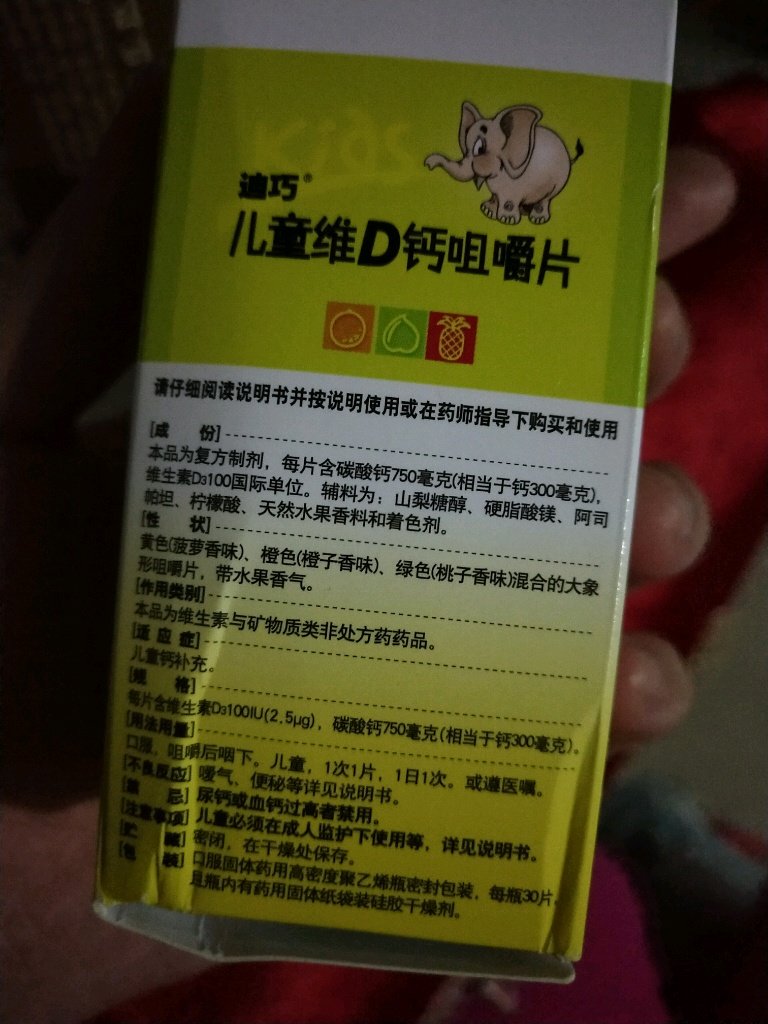 Kids
迪巧®
儿童维D钙咀嚼片
请仔细阅读说明书并按说明使用或在药师指导下购买和使用
[成 份]
本品为复方制剂，每片含碳酸钙750毫克(相当于钙300毫克)，
维生素D3100国际单位。辅料为：山梨糖醇、硬脂酸镁、阿司
帕坦、柠檬酸、天然水果香料和着色剂。
[性 状]
黄色(菠萝香味)、橙色(橙子香味)、绿色(桃子香味)混合的大象
形咀嚼片，带水果香气。
[作用类别]
本品为维生素与矿物质类非处方药药品。
[适 应 症]
儿童钙补充。
[规 格]
每片含维生素D3100IU(2.5μg)，碳酸钙750毫克(相当于钙300毫克)。
[用法用量]
口服，咀嚼后咽下。儿童，1次1片，1日1次。或遵医嘱。
[不良反应] 嗳气、便秘等详见说明书。
[禁 忌] 尿钙或血钙过高者禁用。
[注意事项] 儿童必须在成人监护下使用等，详见说明书。
[贮 藏] 密闭，在干燥处保存。
[包 装] 口服固体药用高密度聚乙烯瓶密封包装，每瓶30片，
且瓶内有药用固体纸袋装硅胶干燥剂。